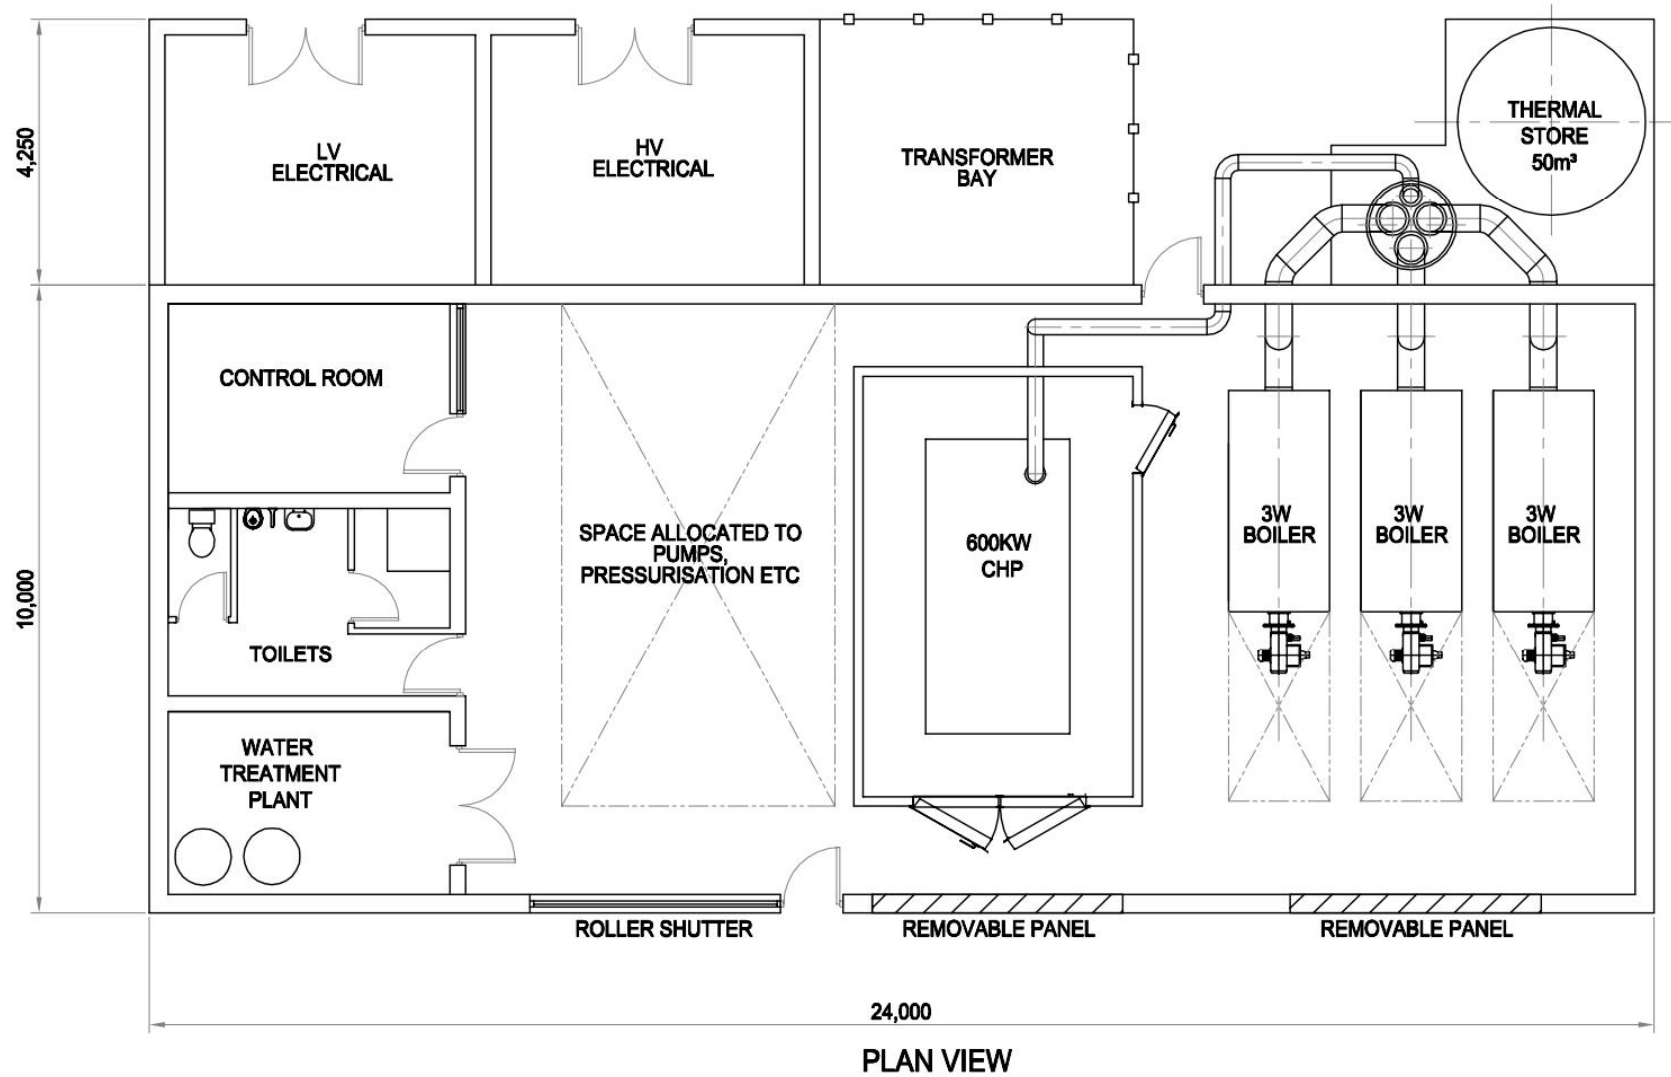 4,250
LV
ELECTRICAL
HV
ELECTRICAL
TRANSFORMER
BAY
THERMAL
STORE
50m³
CONTROL ROOM
10,000
SPACE ALLOCATED TO
PUMPS,
PRESSURISATION ETC
600KW
CHP
3W
BOILER
3W
BOILER
3W
BOILER
TOILETS
WATER
TREATMENT
PLANT
ROLLER SHUTTER
REMOVABLE PANEL
REMOVABLE PANEL
24,000
PLAN VIEW